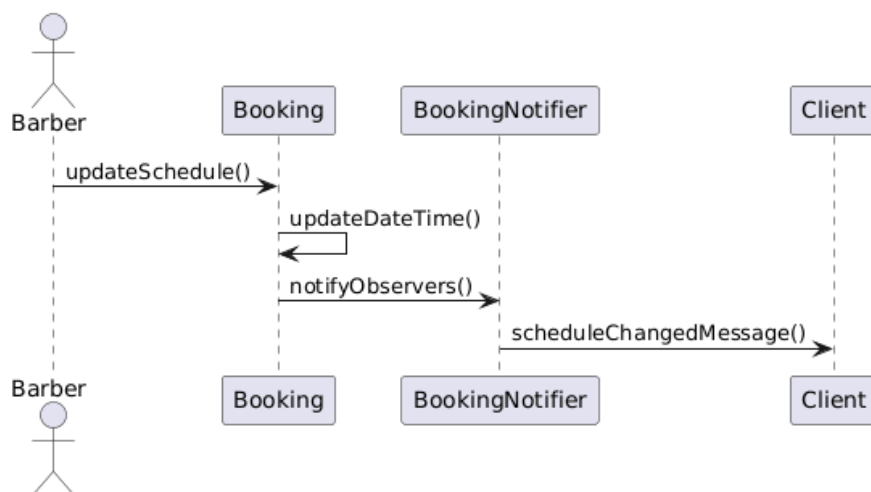 Barber
Booking
BookingNotifier
Client
updateSchedule()
updateDateTime()
notifyObservers()
scheduleChangedMessage()
Barber
Booking
BookingNotifier
Client